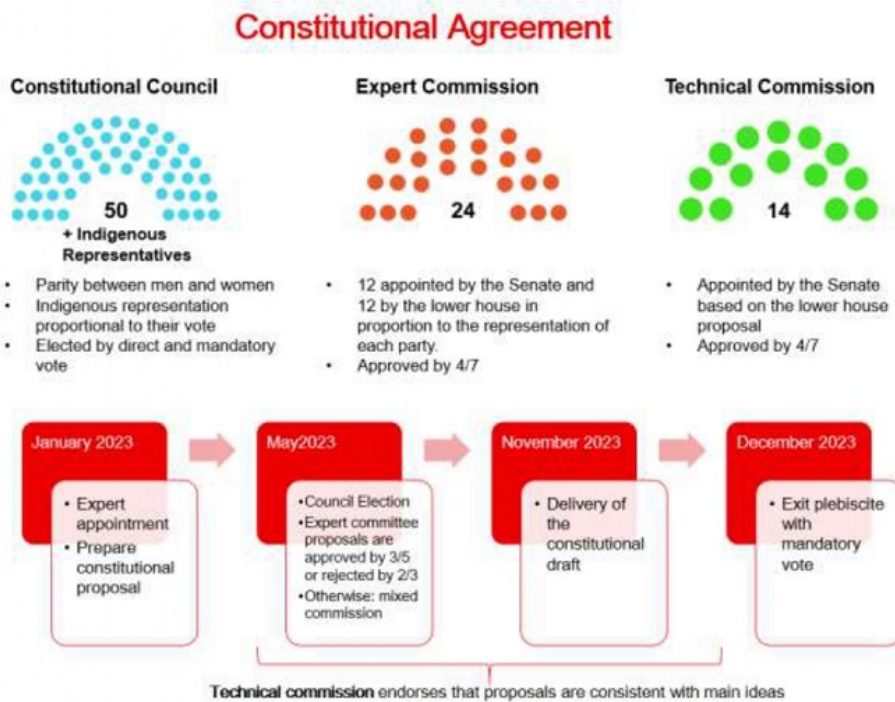 Constitutional Agreement
Constitutional Council
50
+ Indigenous
Representatives
• Parity between men and women
• Indigenous representation
proportional to their vote
• Elected by direct and mandatory
vote
Expert Commission
24
• 12 appointed by the Senate and
12 by the lower house in
proportion to the representation of
each party.
• Approved by 4/7
Technical Commission
14
• Appointed by the Senate
based on the lower house
proposal
• Approved by 4/7
January 2023
• Expert
appointment
• Prepare
constitutional
proposal
May2023
•Council Election
•Expert committee
proposals are
approved by 3/5
or rejected by 2/3
•Otherwise: mixed
commission
November 2023
• Delivery of
the
constitutional
draft
December 2023
• Exit plebiscite
with
mandatory
vote
Technical commission endorses that proposals are consistent with main ideas